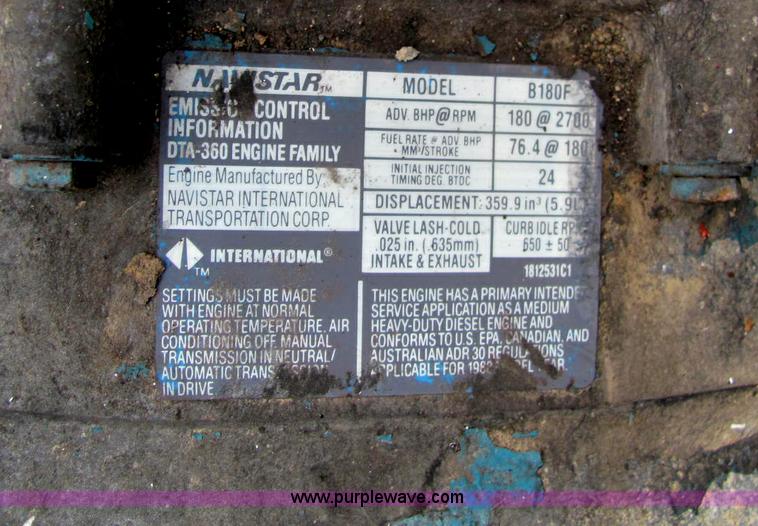 NAVISTAR TM
EMISSION CONTROL
INFORMATION
DTA-360 ENGINE FAMILY
Engine Manufactured By
NAVISTAR INTERNATIONAL
TRANSPORTATION CORP.
INTERNATIONAL®
TM
SETTINGS MUST BE MADE
WITH ENGINE AT NORMAL
OPERATING TEMPERATURE, AIR
CONDITIONING OFF, MANUAL
TRANSMISSION IN NEUTRAL/
AUTOMATIC TRANSMISSION
IN DRIVE
MODEL B180F
ADV. BHP @ RPM 180 @ 2700
FUEL RATE @ ADV. BHP
MM³/STROKE 76.4 @ 180
INITIAL INJECTION
TIMING DEG. BTDC 24
DISPLACEMENT: 359.9 in³ (5.9L)
VALVE LASH-COLD
.025 in. (.635mm)
INTAKE & EXHAUST
CURB IDLE RPM
650 ± 50
1812531C1
THIS ENGINE HAS A PRIMARY INTENDED
SERVICE APPLICATION AS A MEDIUM
HEAVY-DUTY DIESEL ENGINE AND
CONFORMS TO U.S. EPA, CANADIAN, AND
AUSTRALIAN ADR 30 REGULATIONS
APPLICABLE FOR
www.purplewave.com